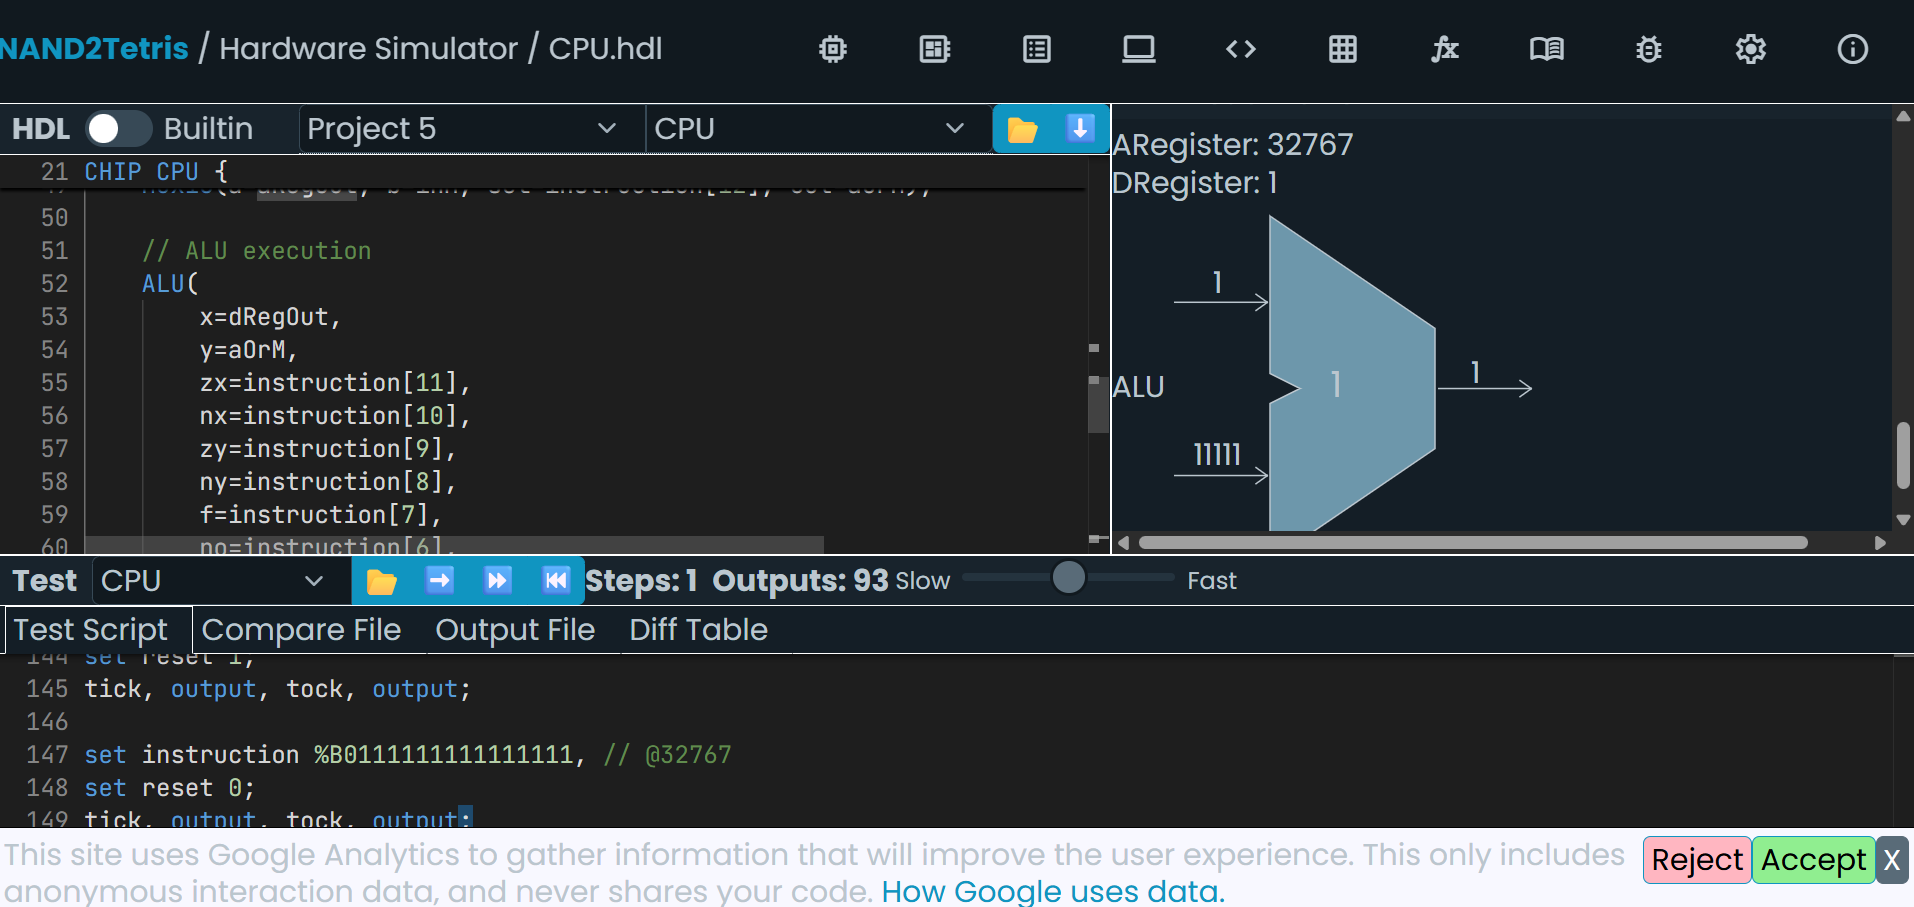 NAND2Tetris / Hardware Simulator / CPU.hdl
HDL Builtin Project 5 CPU
21 CHIP CPU {
50
51 // ALU execution
52 ALU(
53 x=dRegOut,
54 y=aOrM,
55 zx=instruction[11],
56 nx=instruction[10],
57 zy=instruction[9],
58 ny=instruction[8],
59 f=instruction[7],
60 no=instruction[6],
ARegister: 32767
DRegister: 1
1
1
ALU
1
11111
Test CPU Steps: 1 Outputs: 93 Slow Fast
Test Script Compare File Output File Diff Table
144 set reset 1;
145 tick, output, tock, output;
146
147 set instruction %B0111111111111111, // @32767
148 set reset 0;
149 tick, output, tock, output;
This site uses Google Analytics to gather information that will improve the user experience. This only includes
anonymous interaction data, and never shares your code. How Google uses data.
Reject Accept X